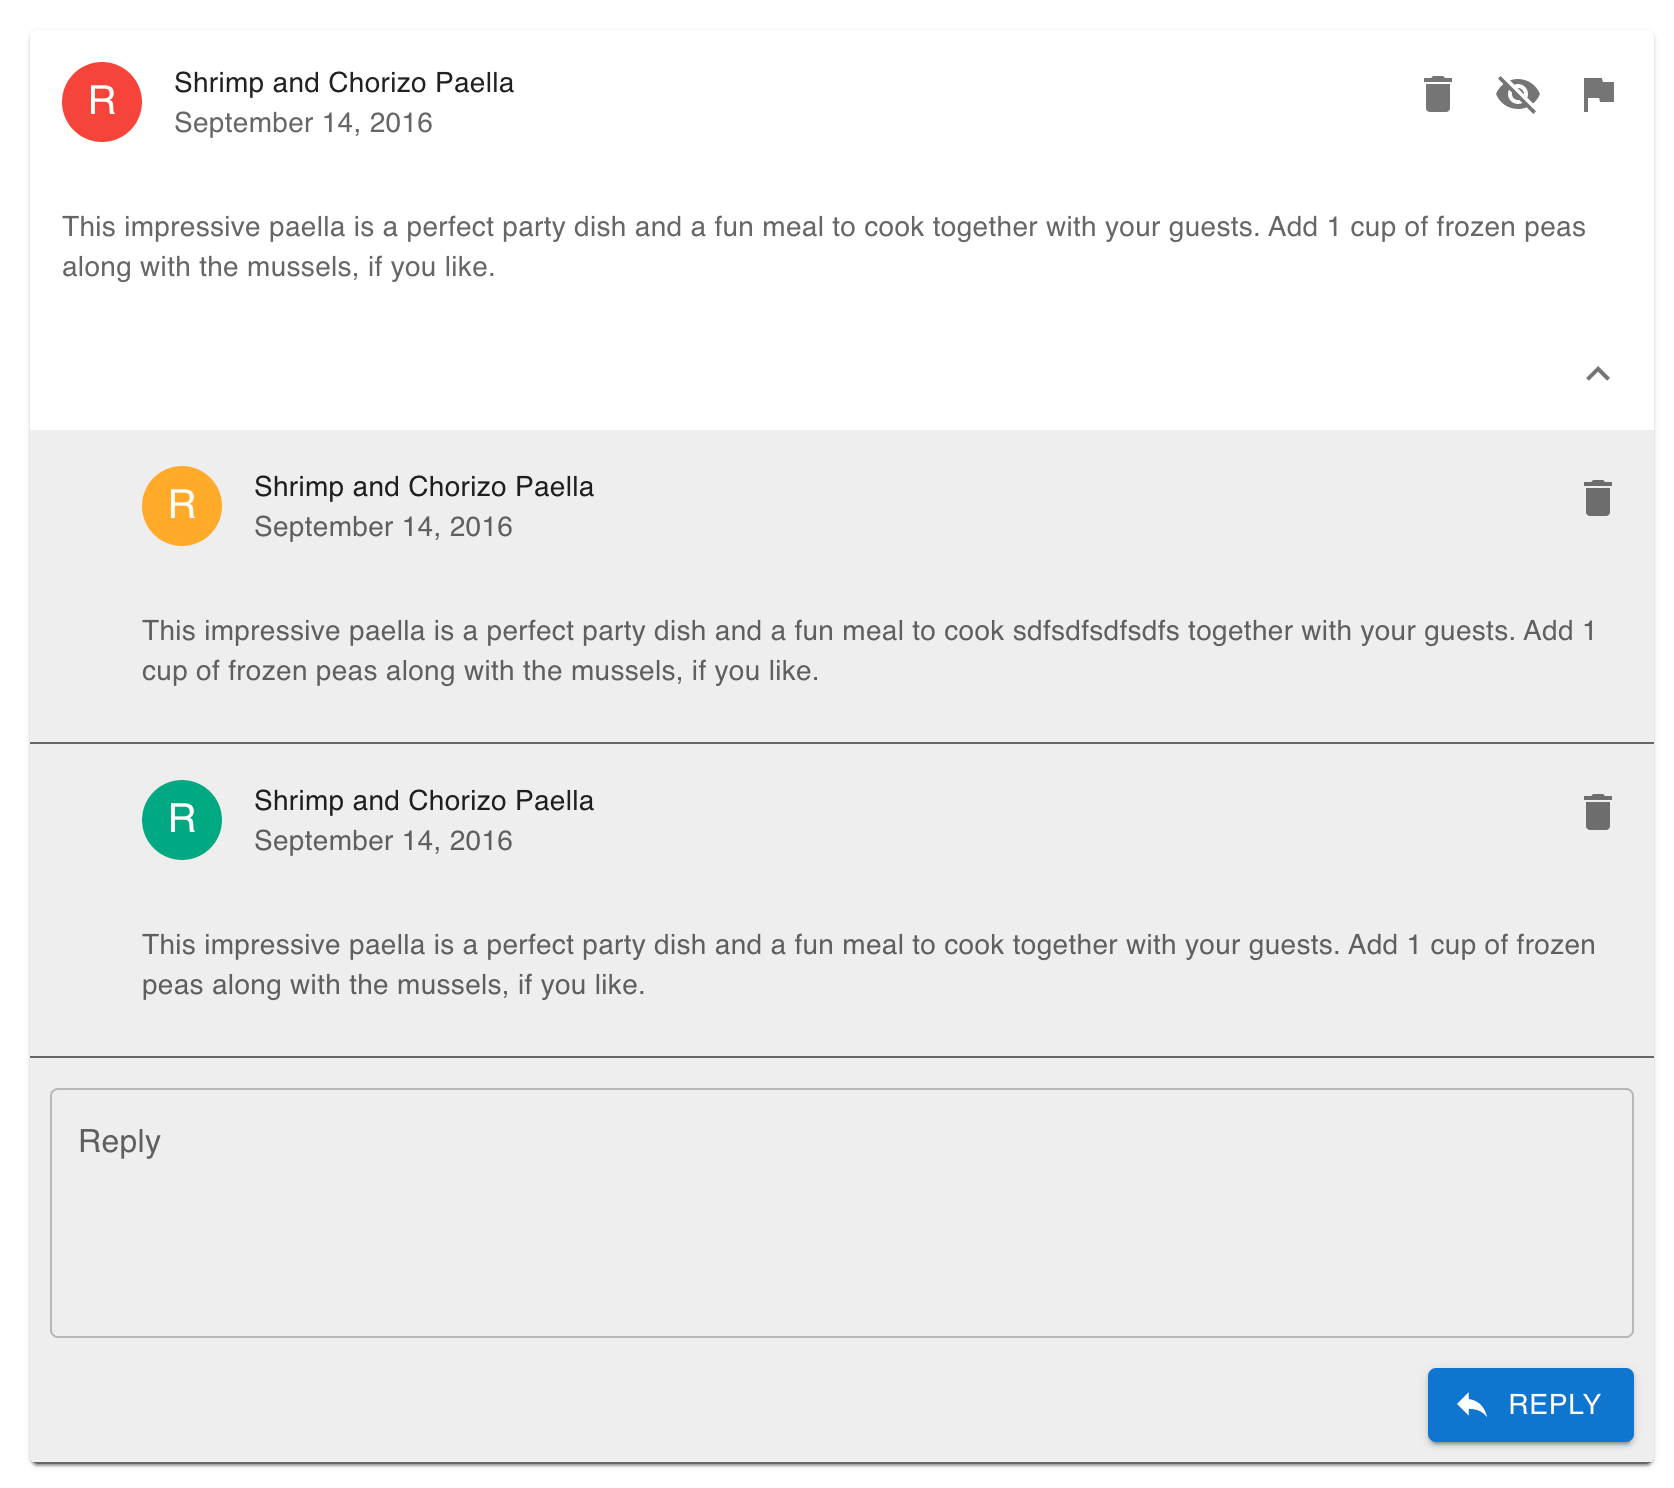 R
Shrimp and Chorizo Paella
September 14, 2016
This impressive paella is a perfect party dish and a fun meal to cook together with your guests. Add 1 cup of frozen peas
along with the mussels, if you like.
R
Shrimp and Chorizo Paella
September 14, 2016
This impressive paella is a perfect party dish and a fun meal to cook sdfsdfsdfsdfs together with your guests. Add 1
cup of frozen peas along with the mussels, if you like.
R
Shrimp and Chorizo Paella
September 14, 2016
This impressive paella is a perfect party dish and a fun meal to cook together with your guests. Add 1 cup of frozen
peas along with the mussels, if you like.
Reply
REPLY